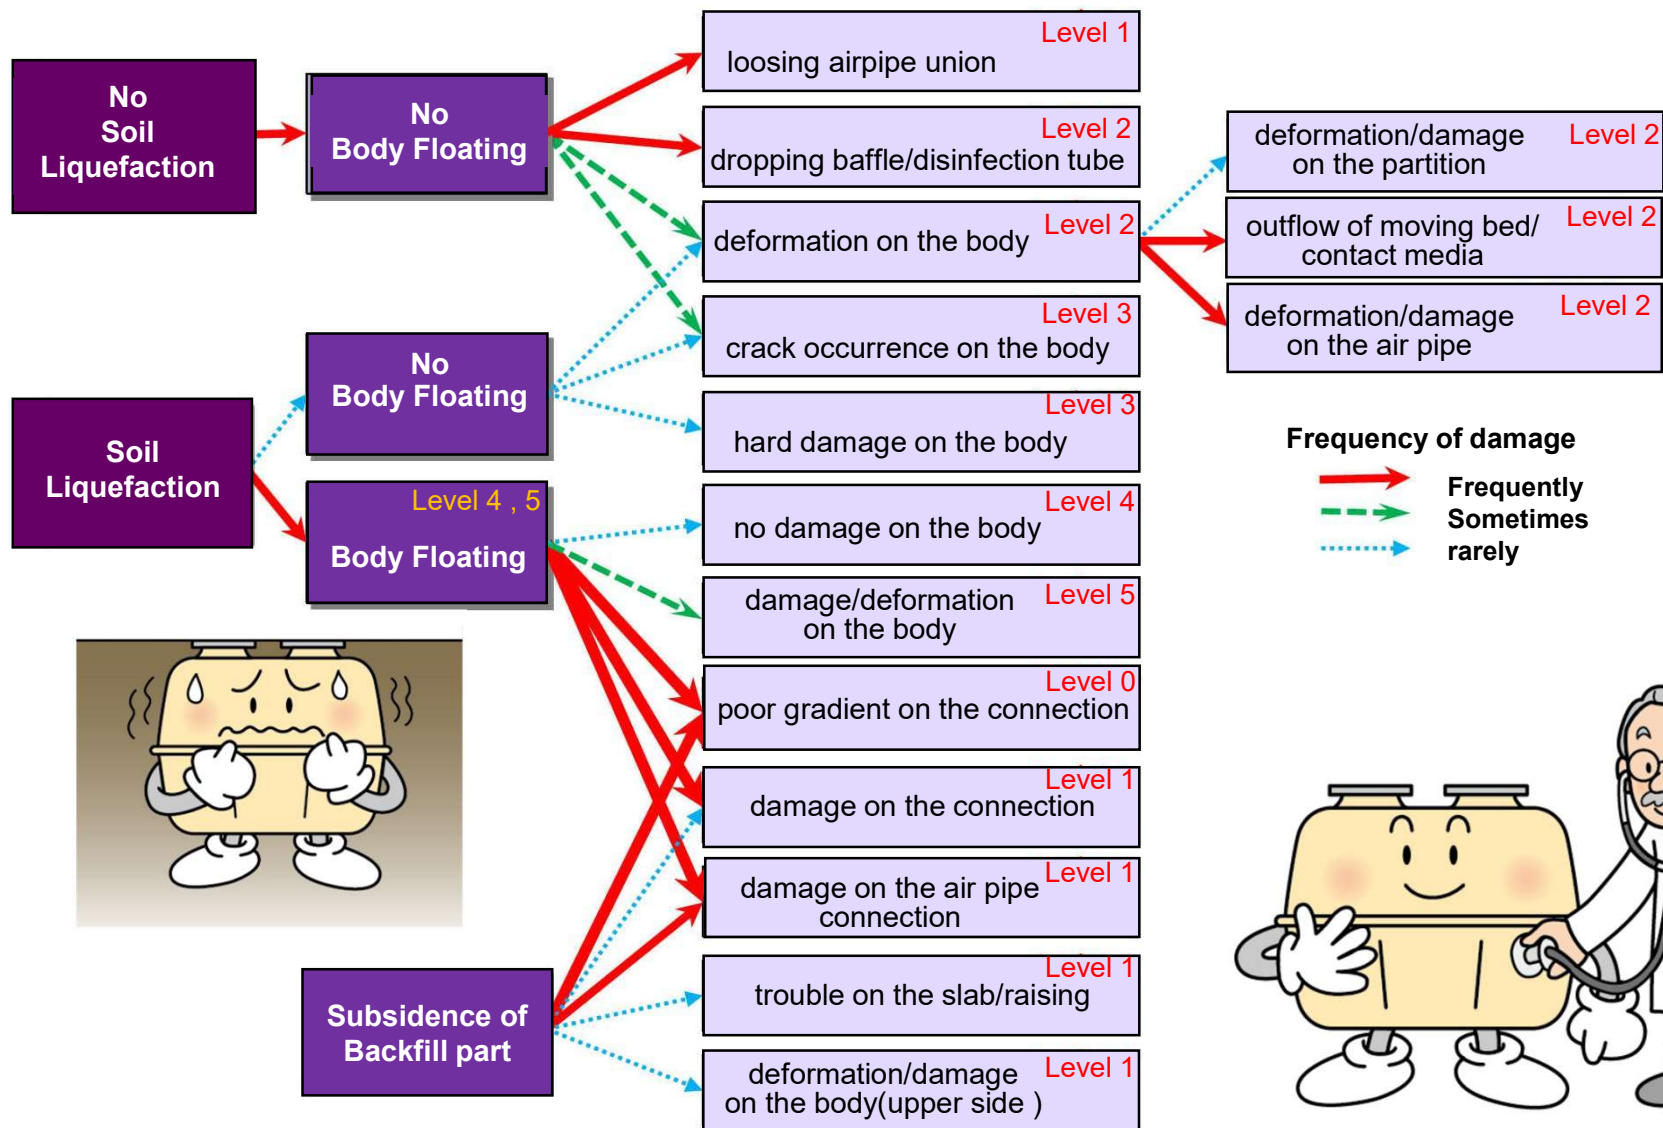 No
Soil
Liquefaction
No
Body Floating
Level 1
loosing airpipe union
Level 2
dropping baffle/disinfection tube
Level 2
deformation on the body
Level 3
crack occurrence on the body
Level 3
hard damage on the body
Level 2
deformation/damage
on the partition
Level 2
outflow of moving bed/
contact media
Level 2
deformation/damage
on the air pipe
No
Body Floating
Soil
Liquefaction
Level 4 , 5
Body Floating
Level 4
no damage on the body
Level 5
damage/deformation
on the body
Level 0
poor gradient on the connection
Level 1
damage on the connection
Level 1
damage on the air pipe
connection
Level 1
trouble on the slab/raising
Level 1
deformation/damage
on the body(upper side )
Subsidence of
Backfill part
Frequency of damage
Frequently
Sometimes
rarely